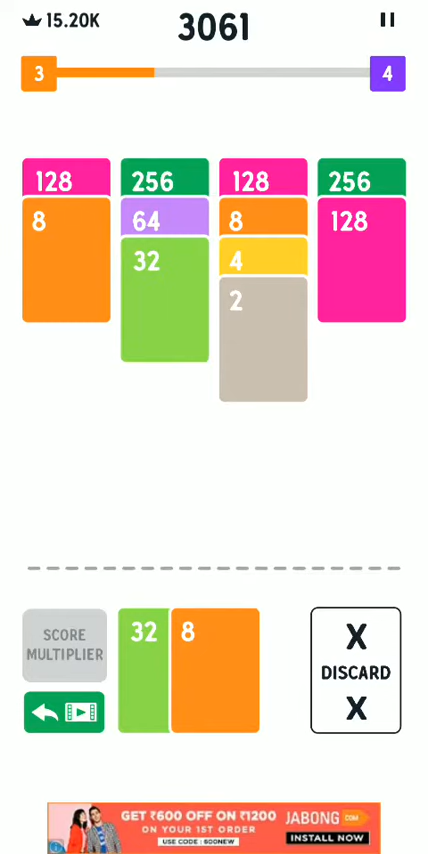 15.20K
3061
3
4
128
256
128
256
8
64
8
128
32
4
2
SCORE
MULTIPLIER
32
8
X
DISCARD
X
GET ₹600 OFF ON ₹1200
ON YOUR 1ST ORDER
USE CODE : 600NEW
JABONG
COM
INSTALL NOW